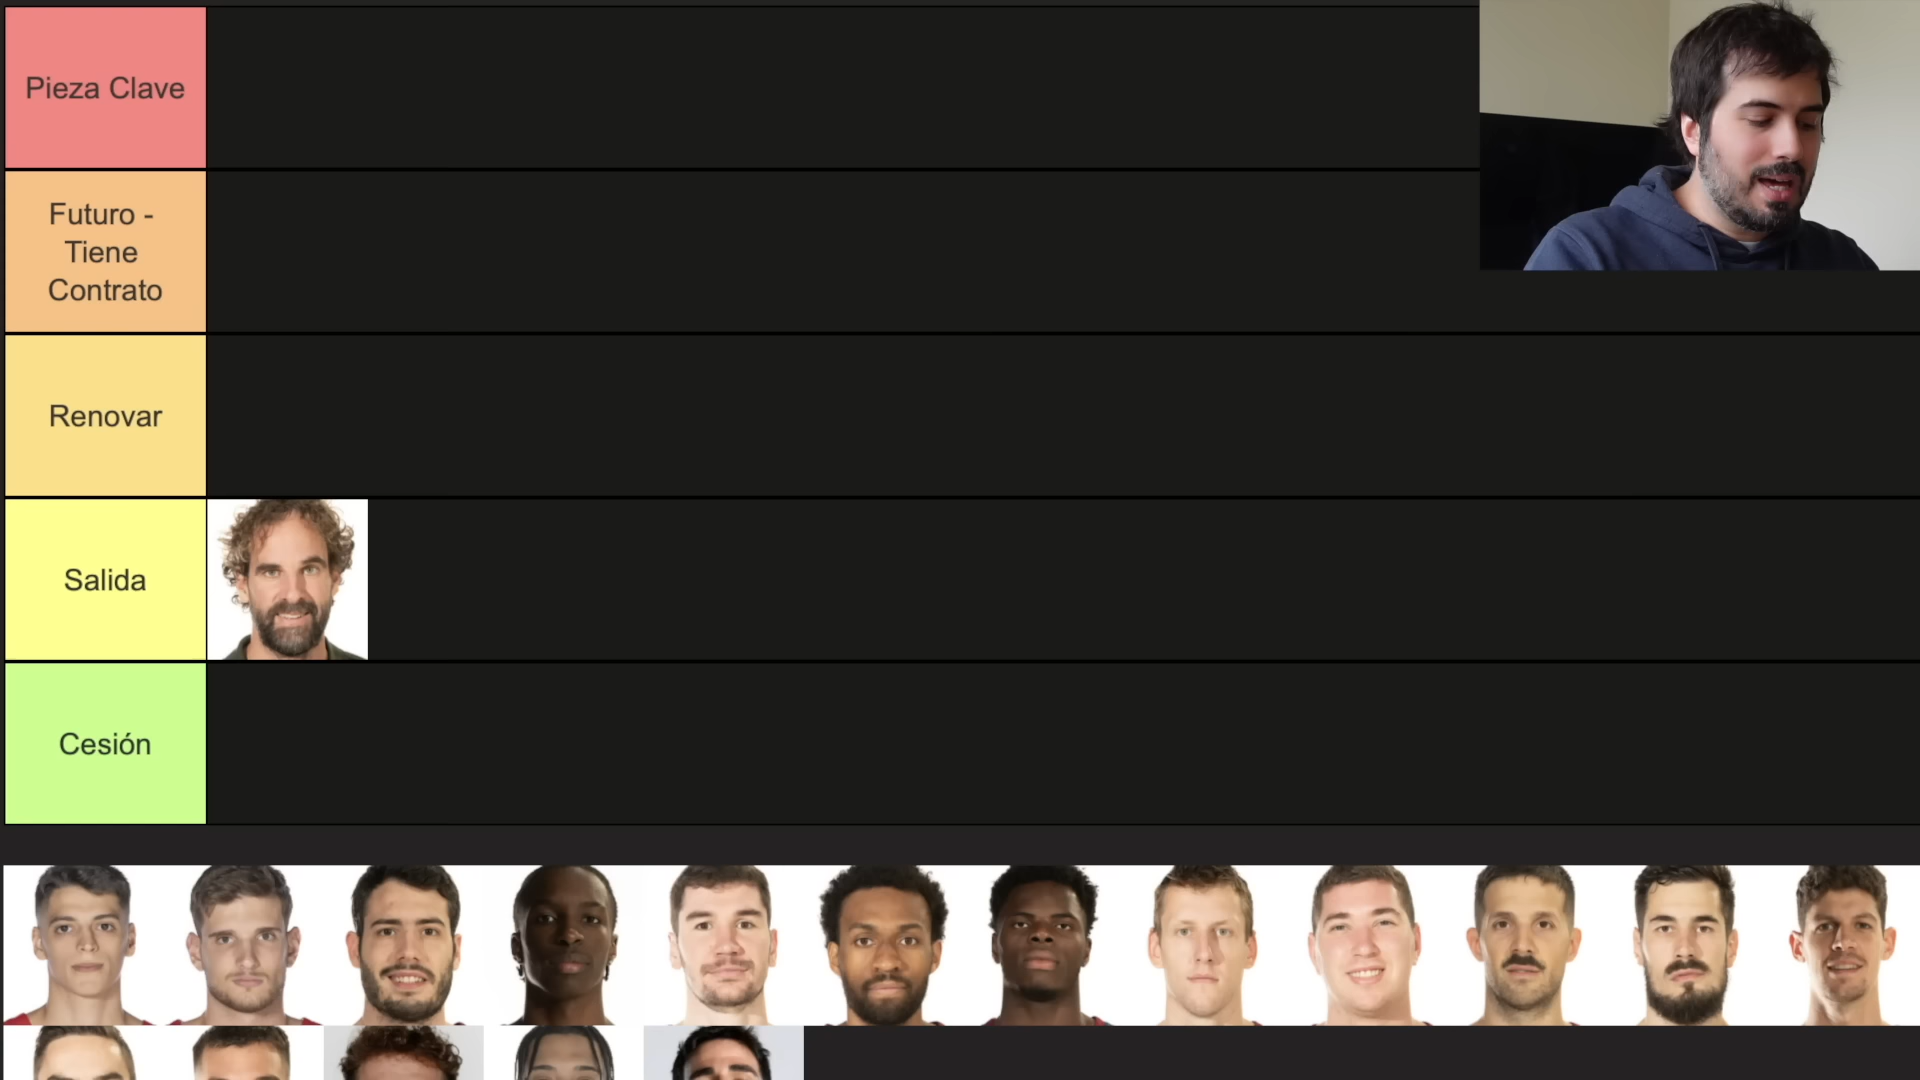 Pieza Clave
Futuro -
Tiene
Contrato
Renovar
Salida
Cesión